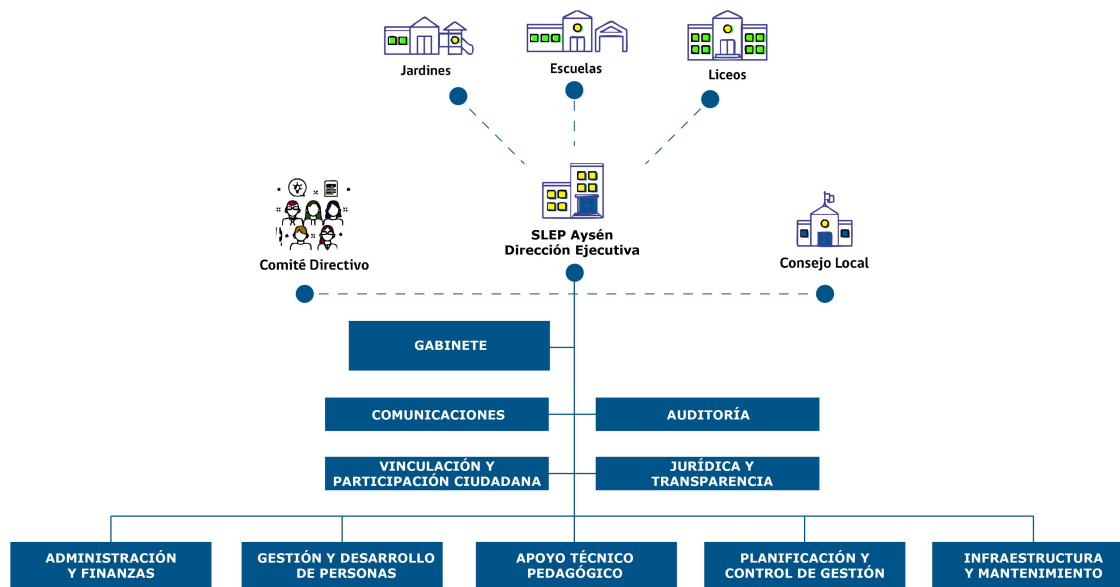 Jardines
Escuelas
Liceos
SLEP Aysén
Dirección Ejecutiva
Comité Directivo
Consejo Local
GABINETE
COMUNICACIONES
AUDITORÍA
VINCULACIÓN Y
PARTICIPACIÓN CIUDADANA
JURÍDICA Y
TRANSPARENCIA
ADMINISTRACIÓN
Y FINANZAS
GESTIÓN Y DESARROLLO
DE PERSONAS
APOYO TÉCNICO
PEDAGÓGICO
PLANIFICACIÓN Y
CONTROL DE GESTIÓN
INFRAESTRUCTURA
Y MANTENIMIENTO